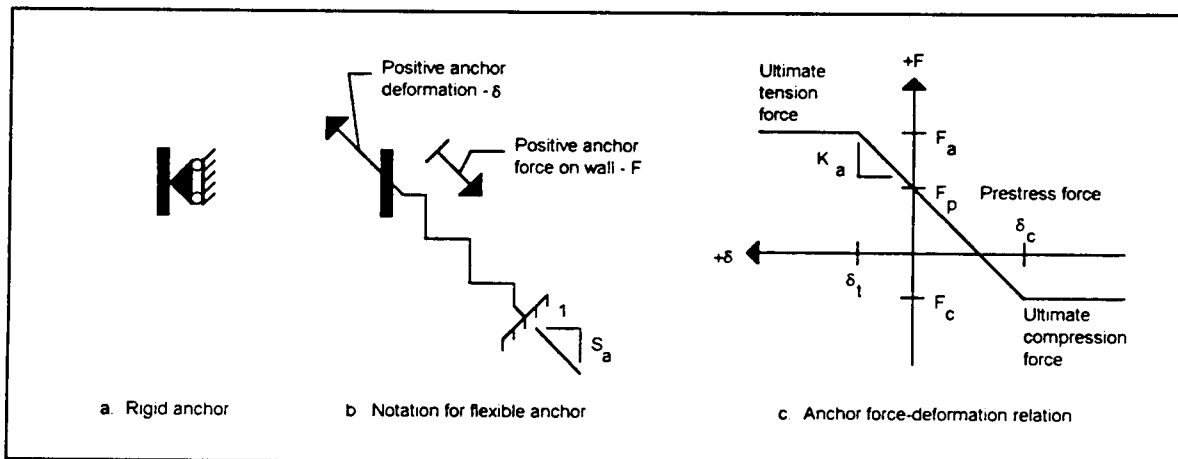 Positive anchor
deformation - δ
Positive anchor
force on wall - F
1
S a
a. Rigid anchor
b Notation for flexible anchor
+F
Ultimate
tension
force
F a
K a
F p
Prestress force
δ c
+δ
δ t
F c
Ultimate
compression
force
c. Anchor force-deformation relation